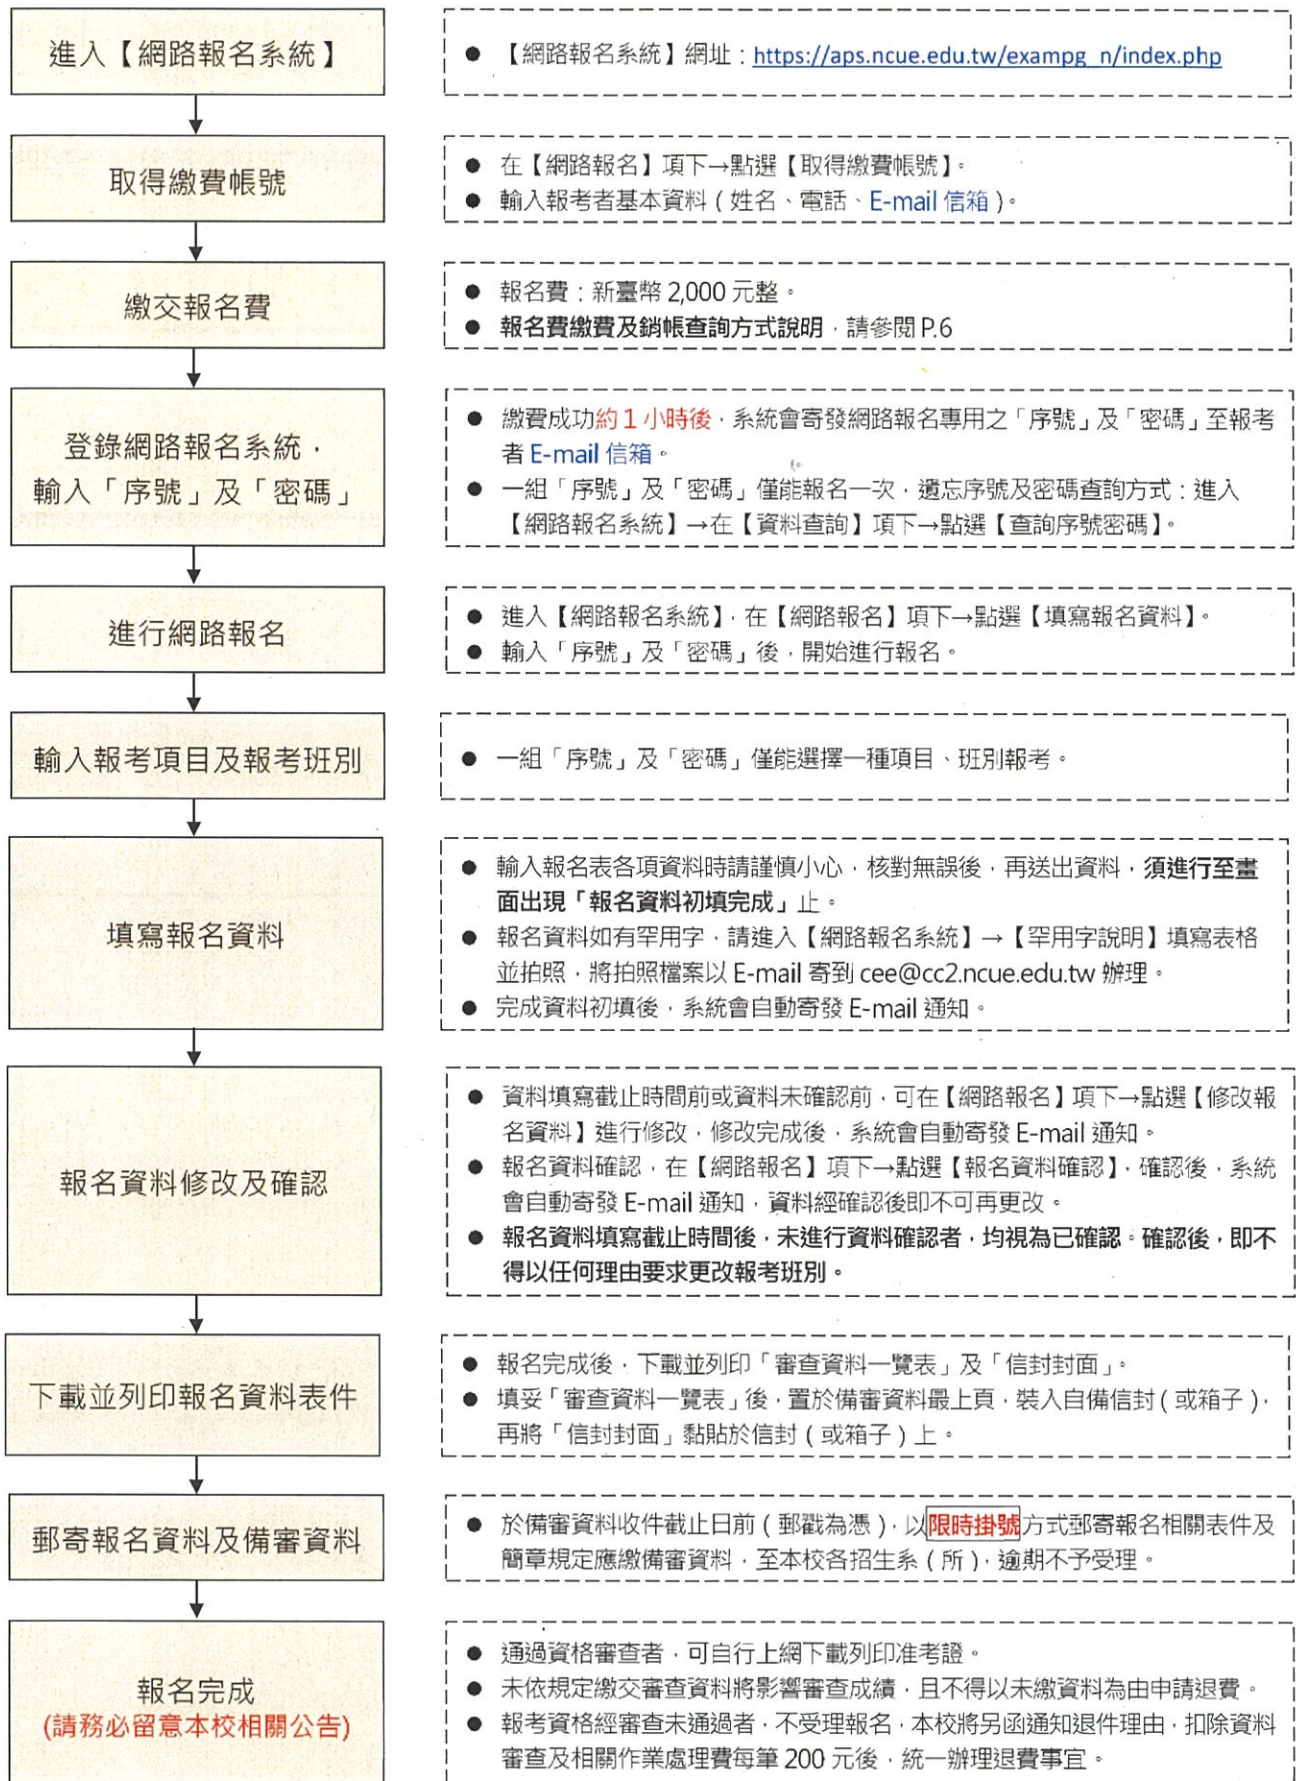 進入【網路報名系統】
● 【網路報名系統】網址：https://aps.ncue.edu.tw/exampg_n/index.php
取得繳費帳號
● 在【網路報名】項下→點選【取得繳費帳號】。
● 輸入報考者基本資料（姓名、電話、E-mail 信箱）。
繳交報名費
● 報名費：新臺幣 2,000 元整。
● 報名費繳費及銷帳查詢方式說明，請參閱 P.6
登錄網路報名系統，
輸入「序號」及「密碼」
● 繳費成功約 1 小時後，系統會寄發網路報名專用之「序號」及「密碼」至報考
者 E-mail 信箱。
● 一組「序號」及「密碼」僅能報名一次，遺忘序號及密碼查詢方式：進入
【網路報名系統】→在【資料查詢】項下→點選【查詢序號密碼】。
進行網路報名
● 進入【網路報名系統】，在【網路報名】項下→點選【填寫報名資料】。
● 輸入「序號」及「密碼」後，開始進行報名。
輸入報考項目及報考班別
● 一組「序號」及「密碼」僅能選擇一種項目、班別報考。
填寫報名資料
● 輸入報名表各項資料時請謹慎小心，核對無誤後，再送出資料，須進行至畫
面出現「報名資料初填完成」止。
● 報名資料如有罕用字，請進入【網路報名系統】→【罕用字說明】填寫表格
並拍照，將拍照檔案以 E-mail 寄到 cee@cc2.ncue.edu.tw 辦理。
● 完成資料初填後，系統會自動寄發 E-mail 通知。
報名資料修改及確認
● 資料填寫截止時間前或資料未確認前，可在【網路報名】項下→點選【修改報
名資料】進行修改，修改完成後，系統會自動寄發 E-mail 通知。
● 報名資料確認，在【網路報名】項下→點選【報名資料確認】，確認後，系統
會自動寄發 E-mail 通知，資料經確認後即不可再更改。
● 報名資料填寫截止時間後，未進行資料確認者，均視為已確認。確認後，即不
得以任何理由要求更改報考班別。
下載並列印報名資料表件
● 報名完成後，下載並列印「審查資料一覽表」及「信封封面」。
● 填妥「審查資料一覽表」後，置於備審資料最上頁，裝入自備信封（或箱子），
再將「信封封面」黏貼於信封（或箱子）上。
郵寄報名資料及備審資料
● 於備審資料收件截止日前（郵戳為憑），以限時掛號方式郵寄報名相關表件及
簡章規定應繳備審資料，至本校各招生系（所），逾期不予受理。
報名完成
(請務必留意本校相關公告)
● 通過資格審查者，可自行上網下載列印准考證。
● 未依規定繳交審查資料將影響審查成績，且不得以未繳資料為由申請退費。
● 報考資格經審查未通過者，不受理報名，本校將另函通知退件理由，扣除資料
審查及相關作業處理費每筆 200 元後，統一辦理退費事宜。